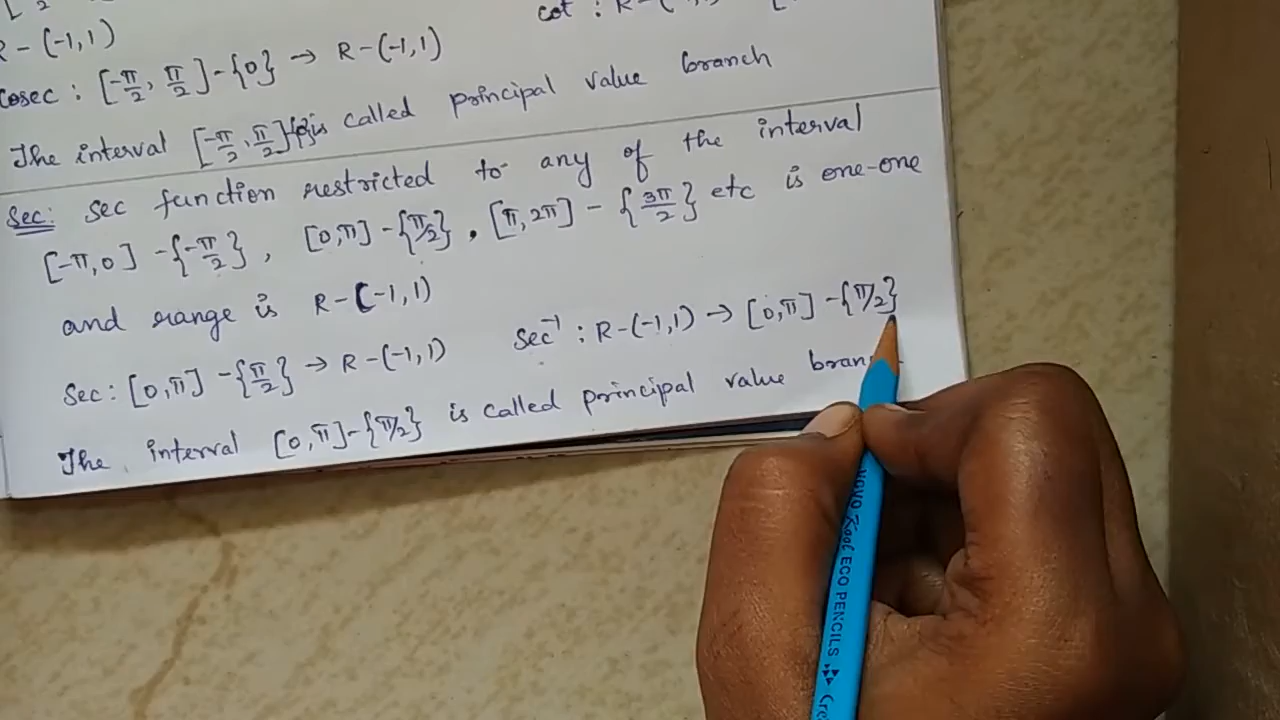 R - (-1,1)
cosec : [-π/2, π/2] - {0} → R - (-1,1)
The interval [-π/2, π/2] is called principal value branch
Sec: Sec function restricted to any of the interval
[-π,0] - {-π/2}, [0,π] - {π/2}, [π,2π] - {3π/2} etc is one-one
and range is R - (-1,1)
Sec: [0,π] - {π/2} → R - (-1,1) Sec⁻¹ : R - (-1,1) → [0,π] - {π/2}
The interval [0,π] - {π/2} is called principal value bran
NOVO Kool ECO PENCILS